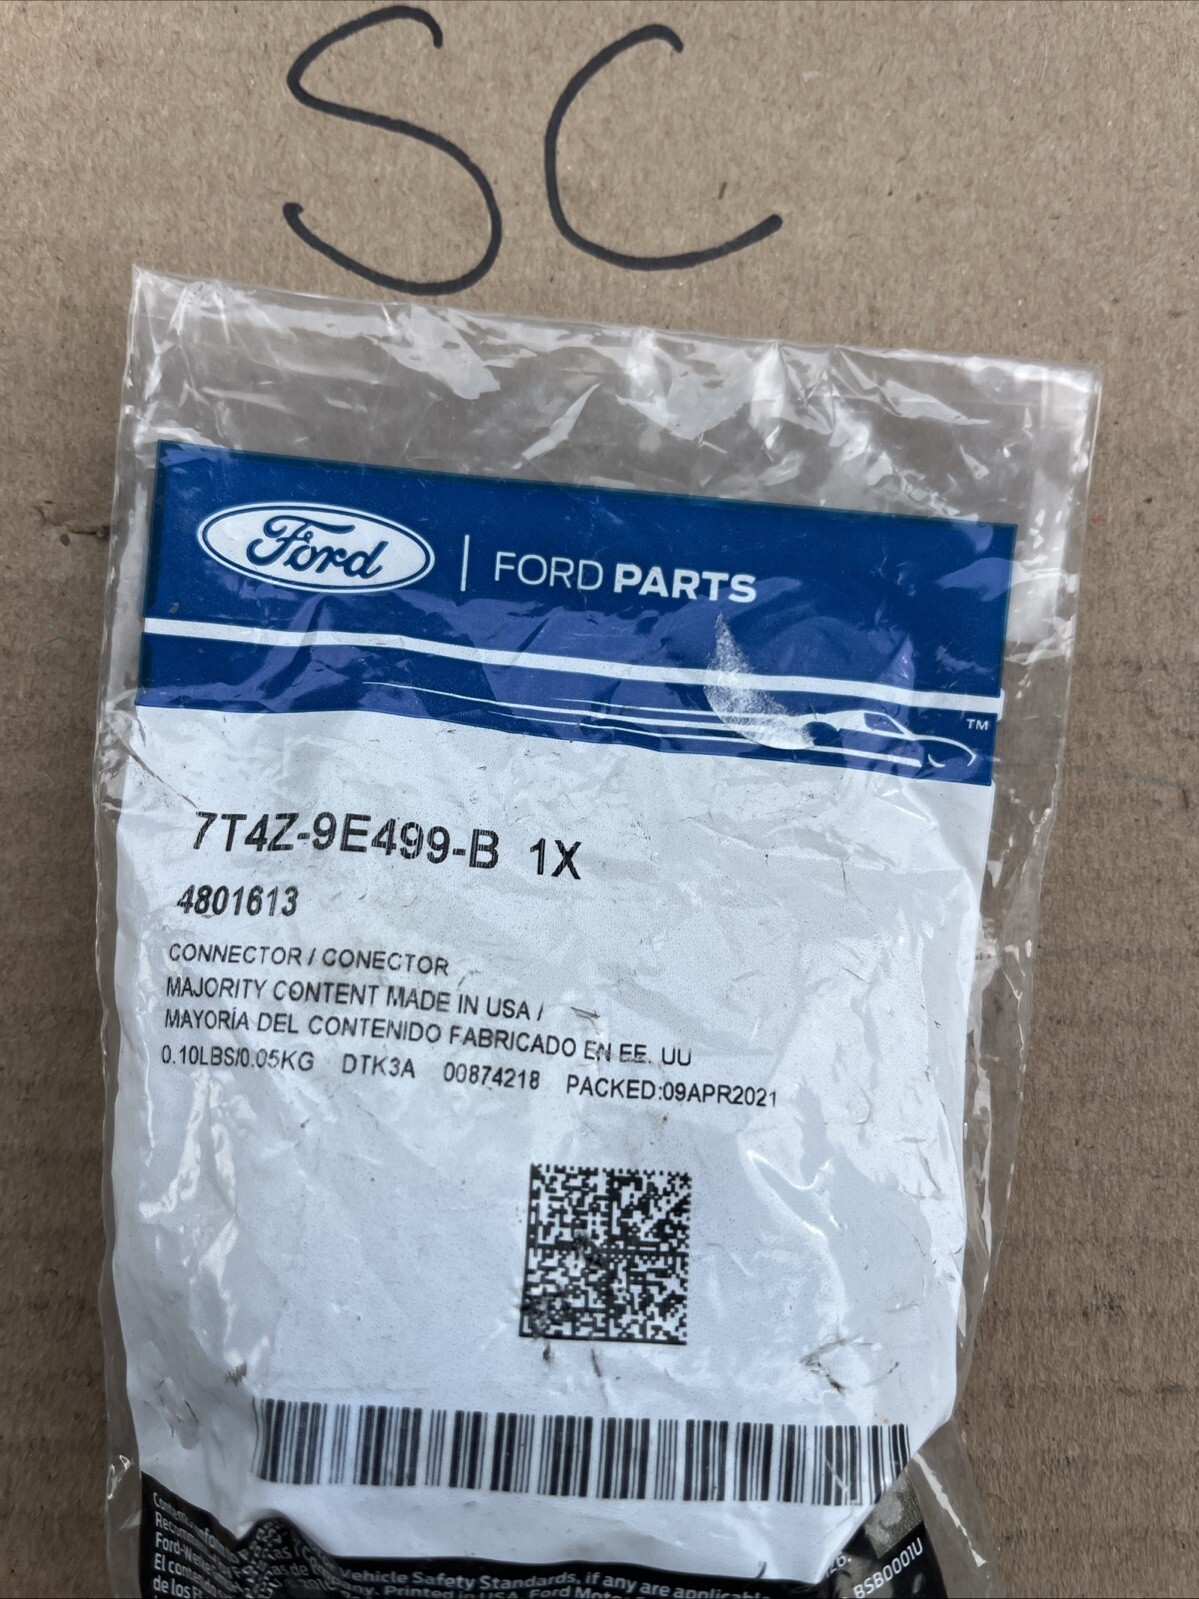 SC
Ford | FORD PARTS
TM
7T4Z-9E499-B 1X
4801613
CONNECTOR / CONECTOR
MAJORITY CONTENT MADE IN USA /
MAYORÍA DEL CONTENIDO FABRICADO EN EE. UU
0.10LBS/0.05KG DTK3A 00874218 PACKED:09APR2021
Vehicle Safety Standards, if any are applicable
Printed in USA, Ford Motor
BSB0001U